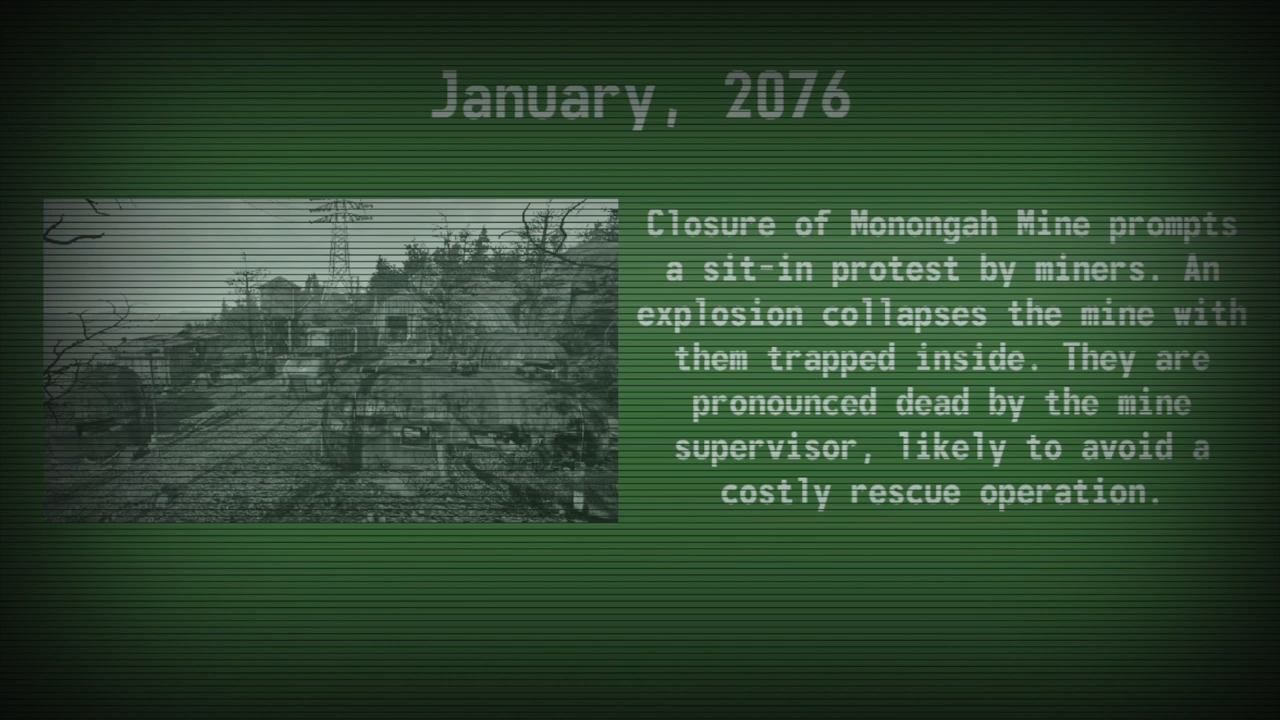 January, 2076
Closure of Monongah Mine prompts
a sit-in protest by miners. An
explosion collapses the mine with
them trapped inside. They are
pronounced dead by the mine
supervisor, likely to avoid a
costly rescue operation.